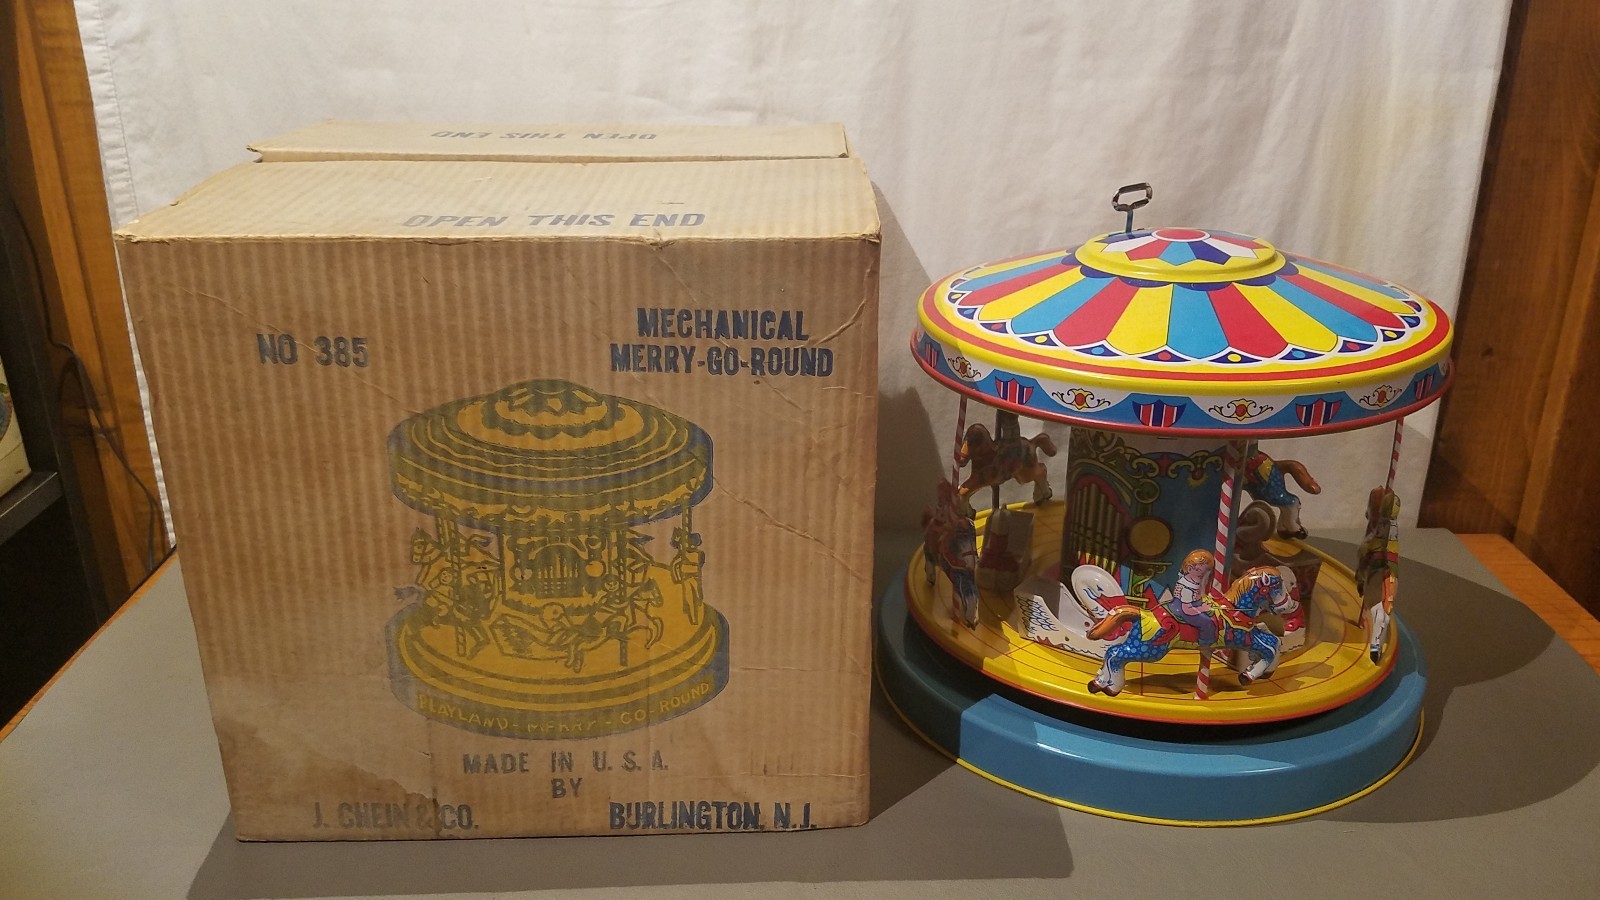 OPEN THIS END
OPEN THIS END
NO 385
MECHANICAL
MERRY-GO-ROUND
PLAYLAND-MERRY-GO-ROUND
MADE IN U.S.A.
BY
J. CHEIN & CO.
BURLINGTON, N.J.